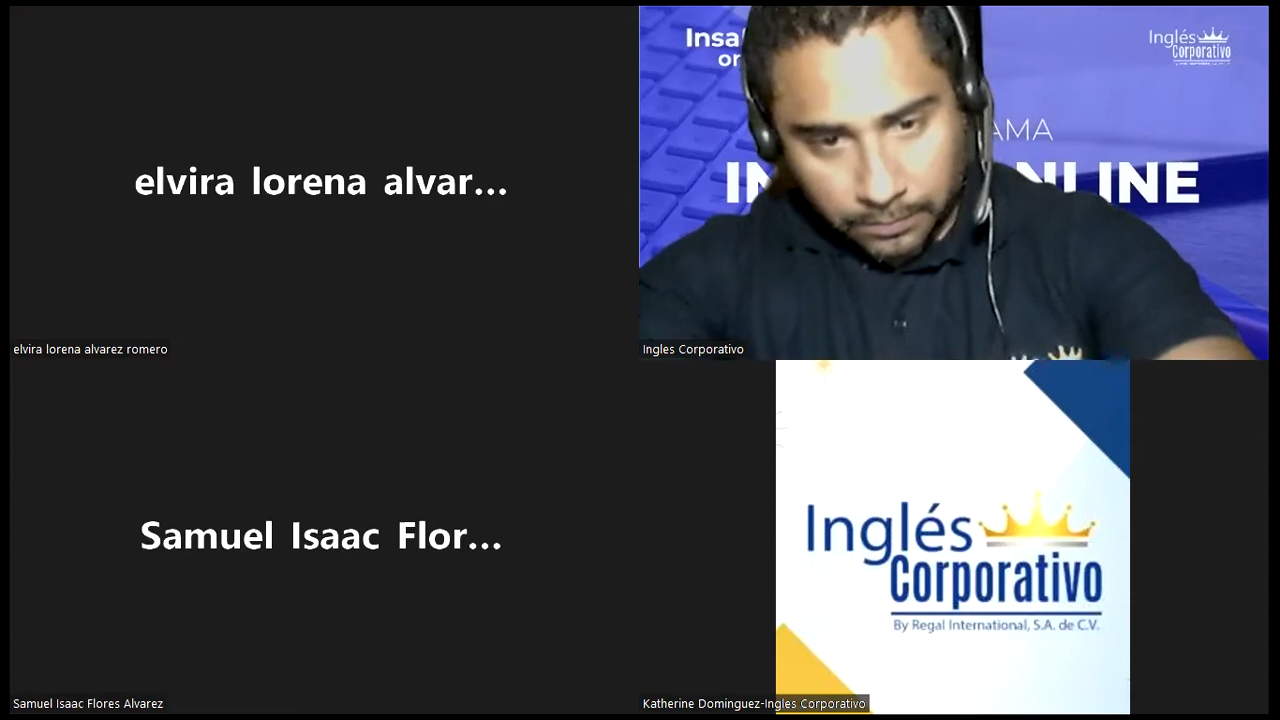 elvira lorena alvar...
elvira lorena alvarez romero
Insa
or
Inglés
Corporativo
AMA
IN
NLINE
Ingles Corporativo
Samuel Isaac Flor...
Samuel Isaac Flores Alvarez
Inglés
Corporativo
By Regal International, S.A. de C.V.
Katherine Dominguez-Ingles Corporativo